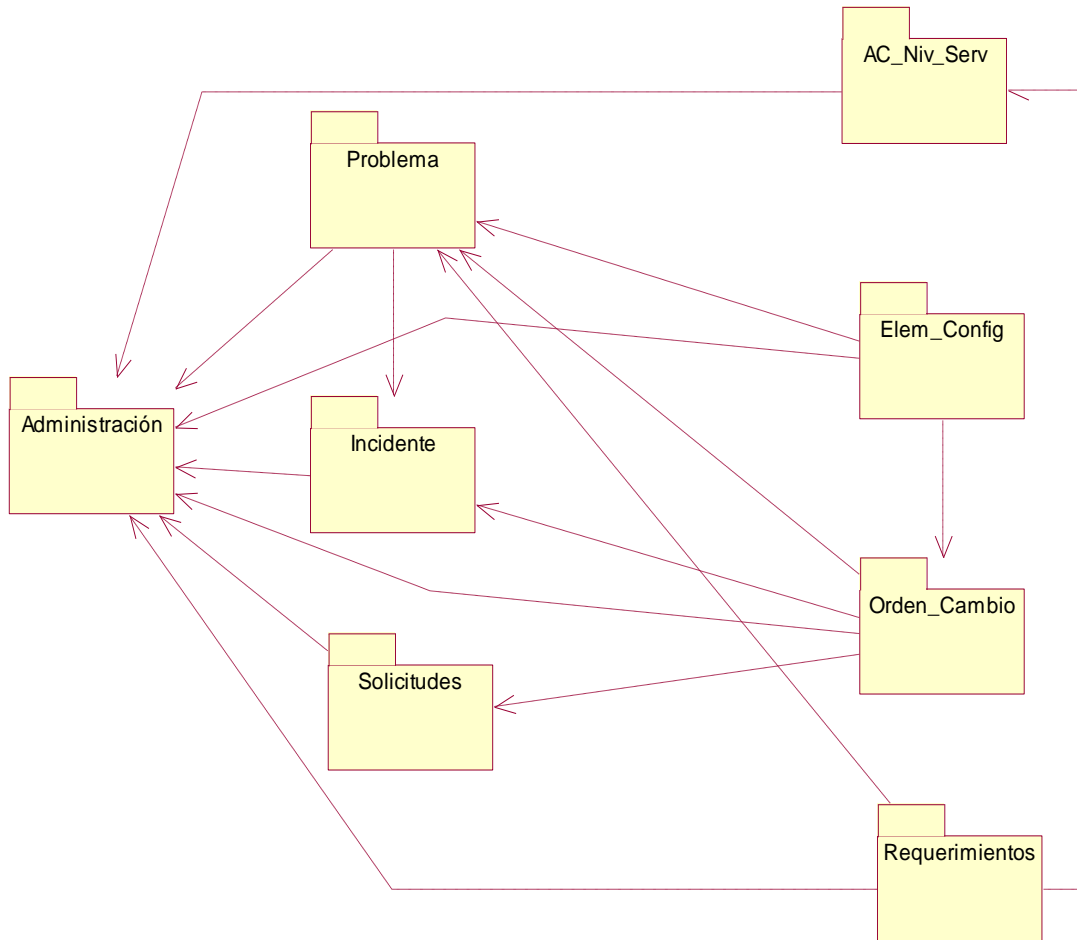 AC_Niv_Serv
Problema
Elem_Config
Administración
Incidente
Orden_Cambio
Solicitudes
Requerimientos